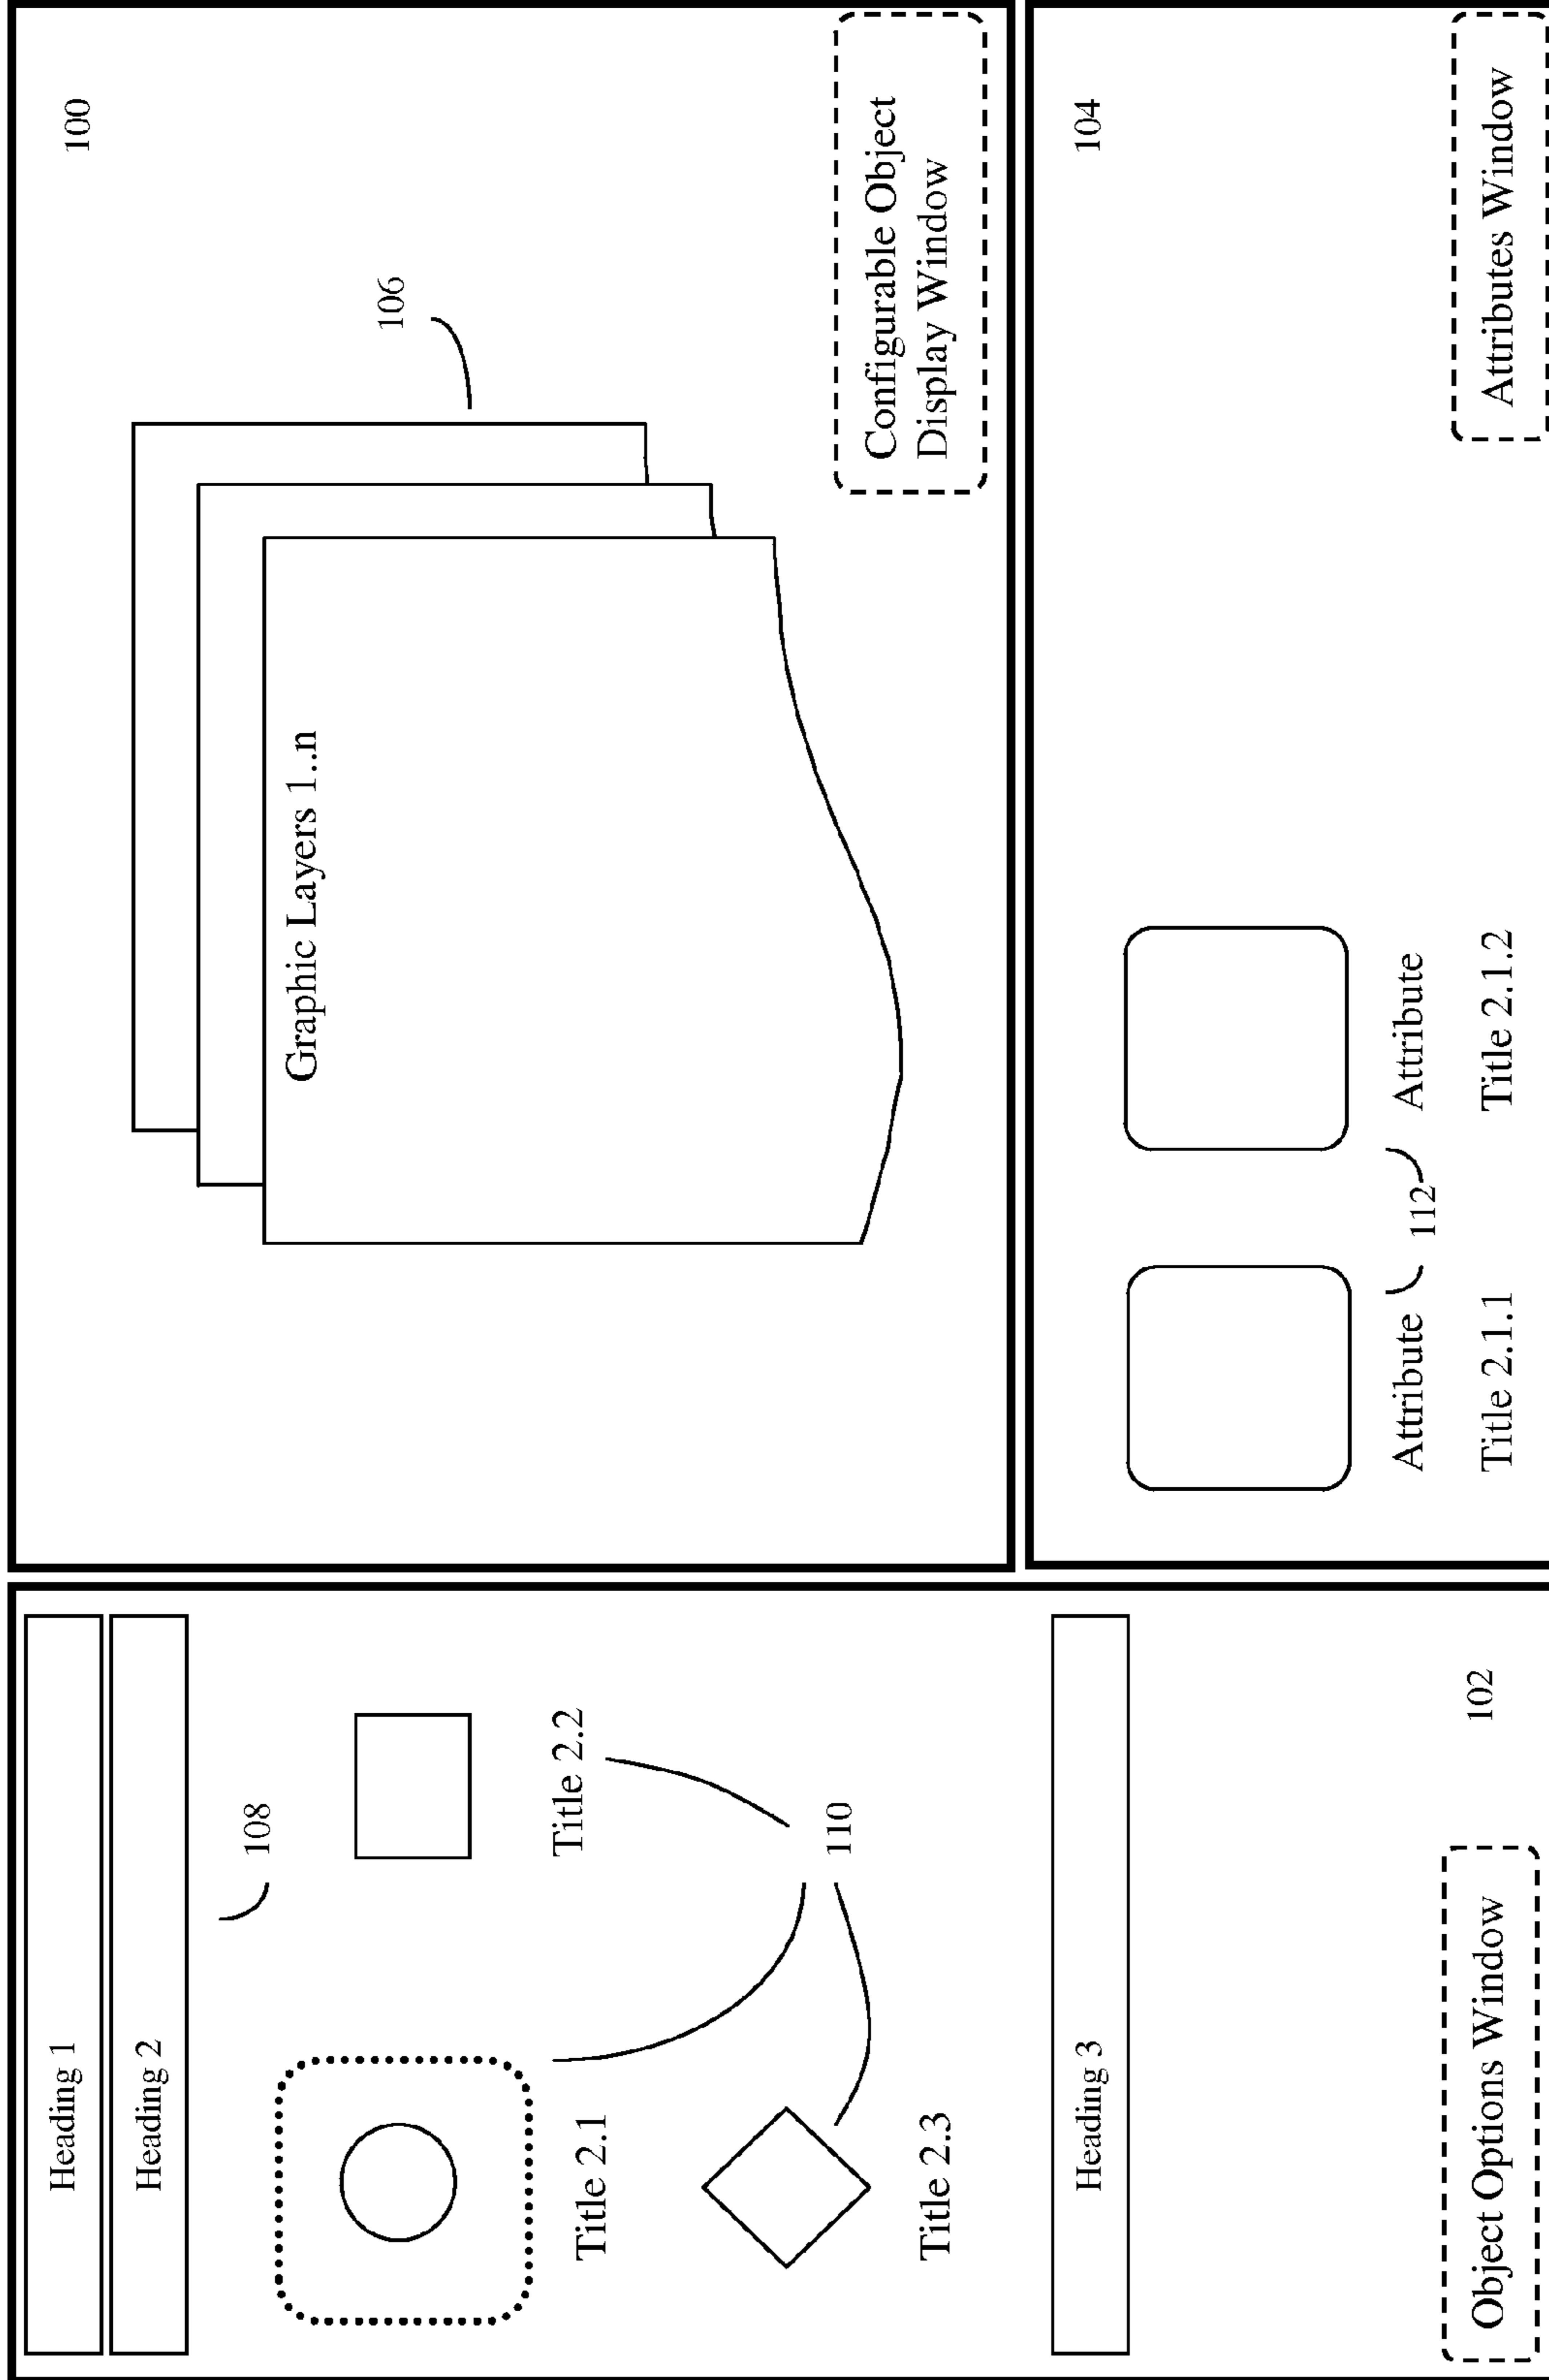 Heading 1
Heading 2
108
Title 2.1
Title 2.2
110
Title 2.3
Heading 3
102
Object Options Window
100
106
Graphic Layers 1..n
Configurable Object
Display Window
104
Attribute
112
Attribute
Title 2.1.1
Title 2.1.2
Attributes Window